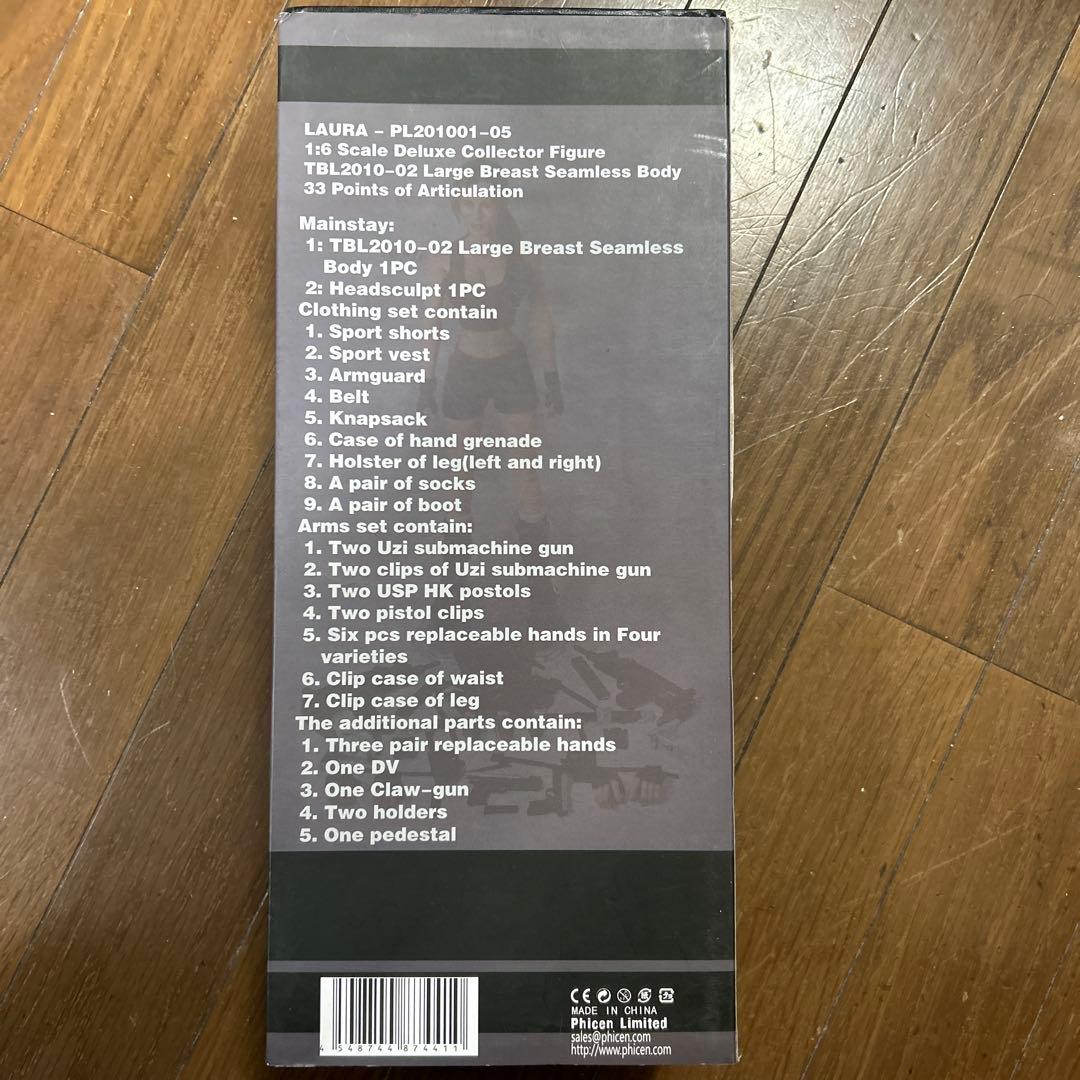 LAURA - PL201001-05
1:6 Scale Deluxe Collector Figure
TBL2010-02 Large Breast Seamless Body
33 Points of Articulation
Mainstay:
1: TBL2010-02 Large Breast Seamless
Body 1PC
2: Headsculpt 1PC
Clothing set contain
1. Sport shorts
2. Sport vest
3. Armguard
4. Belt
5. Knapsack
6. Case of hand grenade
7. Holster of leg(left and right)
8. A pair of socks
9. A pair of boot
Arms set contain:
1. Two Uzi submachine gun
2. Two clips of Uzi submachine gun
3. Two USP HK postols
4. Two pistol clips
5. Six pcs replaceable hands in Four
varieties
6. Clip case of waist
7. Clip case of leg
The additional parts contain:
1. Three pair replaceable hands
2. One DV
3. One Claw-gun
4. Two holders
5. One pedestal
CE
MADE IN CHINA
Phicen Limited
sales@phicen.com
http://www.phicen.com
4 548744 874411